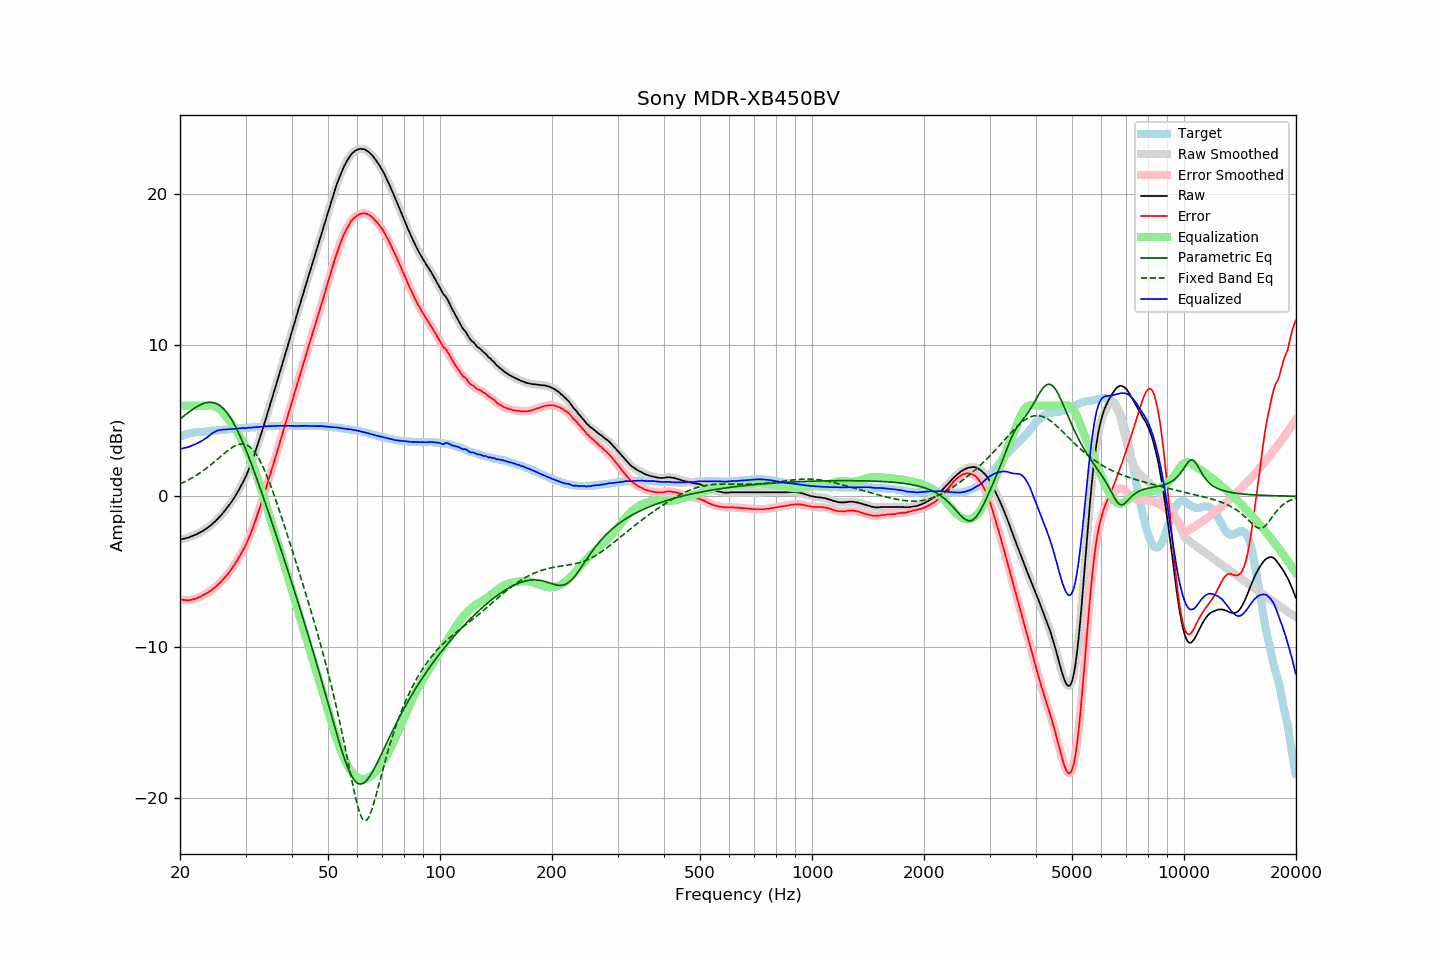 Sony MDR-XB450BV
Target
Raw Smoothed
Error Smoothed
Raw
Error
Equalization
Parametric Eq
Fixed Band Eq
Equalized
20
10
0
−10
−20
Amplitude (dBr)
20 50 100 200 500 1000 2000 5000 10000 20000
Frequency (Hz)